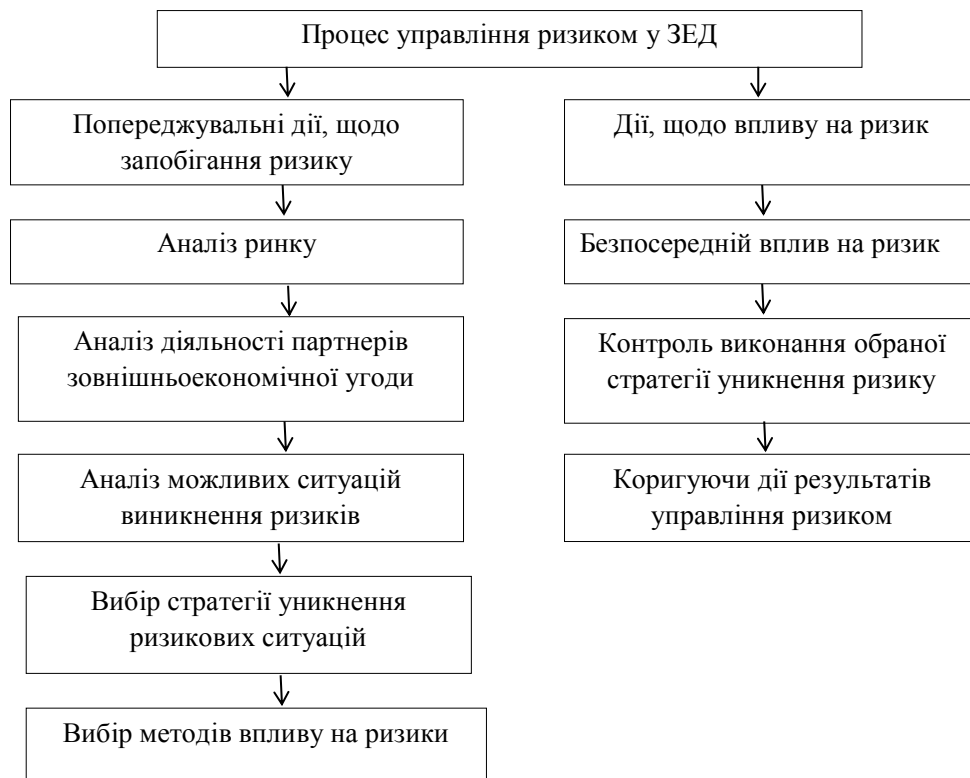 Процес управління ризиком у ЗЕД
Попереджувальні дії, щодо
запобігання ризику
Аналіз ринку
Аналіз діяльності партнерів
зовнішньоекономічної угоди
Аналіз можливих ситуацій
виникнення ризиків
Вибір стратегії уникнення
ризикових ситуацій
Вибір методів впливу на ризики
Дії, щодо впливу на ризик
Безпосередній вплив на ризик
Контроль виконання обраної
стратегії уникнення ризику
Коригуючи дії результатів
управління ризиком